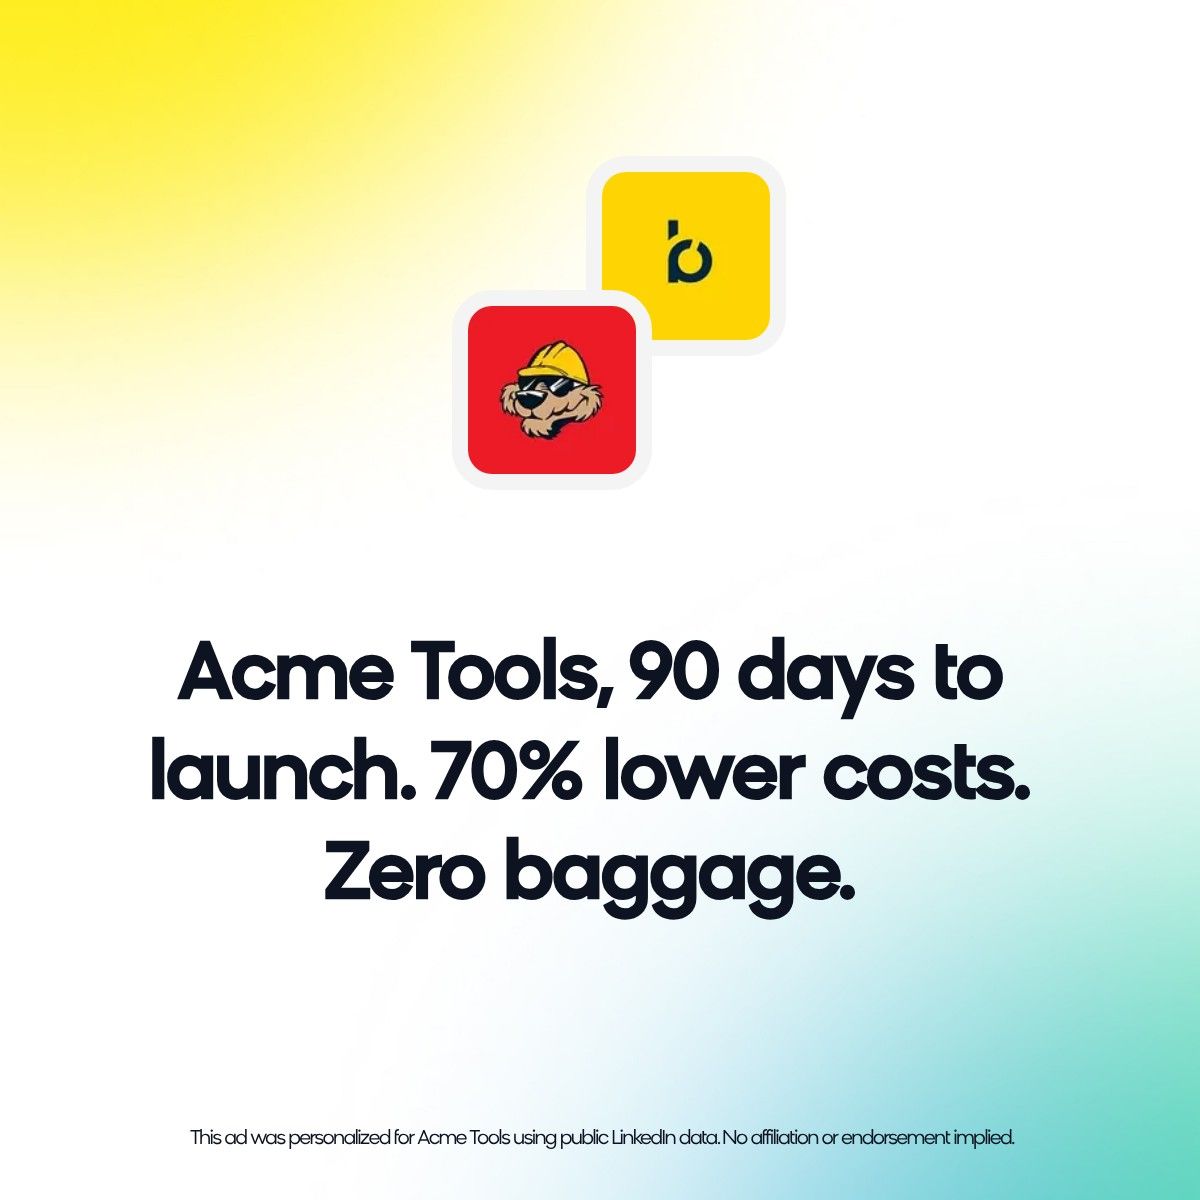 b
Acme Tools, 90 days to
launch. 70% lower costs.
Zero baggage.
This ad was personalized for Acme Tools using public LinkedIn data. No affiliation or endorsement implied.